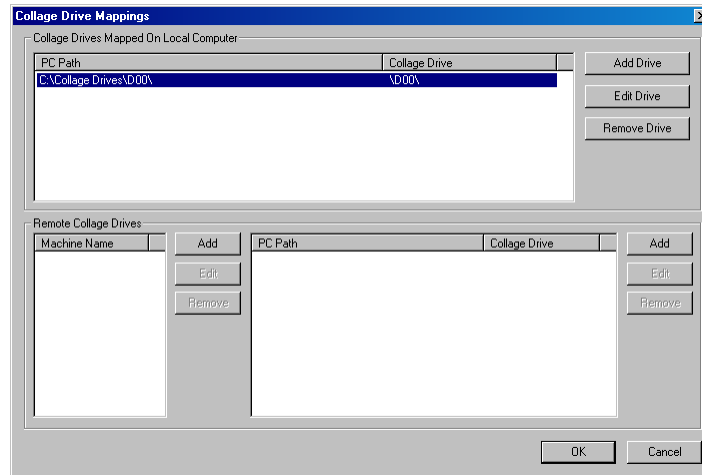 Collage Drive Mappings
Collage Drives Mapped On Local Computer
PC Path Collage Drive
C:\Collage Drives\D00\ \D00\
Add Drive
Edit Drive
Remove Drive
Remote Collage Drives
Machine Name
Add
Edit
Remove
PC Path Collage Drive
Add
Edit
Remove
OK Cancel